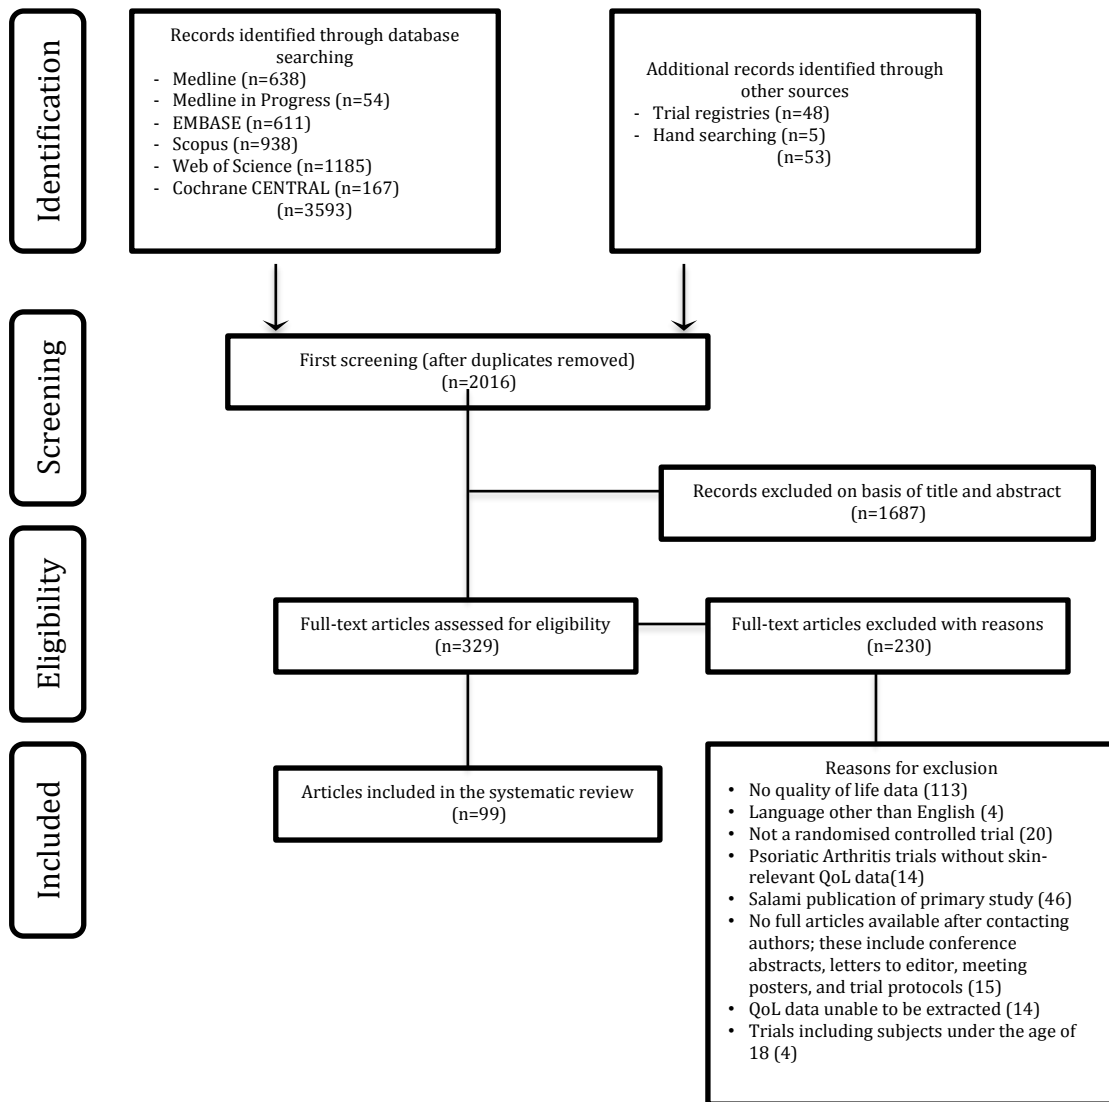 Identification
Records identified through database
searching
- Medline (n=638)
- Medline in Progress (n=54)
- EMBASE (n=611)
- Scopus (n=938)
- Web of Science (n=1185)
- Cochrane CENTRAL (n=167)
(n=3593)
Additional records identified through
other sources
- Trial registries (n=48)
- Hand searching (n=5)
(n=53)
Screening
First screening (after duplicates removed)
(n=2016)
Records excluded on basis of title and abstract
(n=1687)
Eligibility
Full-text articles assessed for eligibility
(n=329)
Full-text articles excluded with reasons
(n=230)
Included
Articles included in the systematic review
(n=99)
Reasons for exclusion
• No quality of life data (113)
• Language other than English (4)
• Not a randomised controlled trial (20)
• Psoriatic Arthritis trials without skin-
relevant QoL data(14)
• Salami publication of primary study (46)
• No full articles available after contacting
authors; these include conference
abstracts, letters to editor, meeting
posters, and trial protocols (15)
• QoL data unable to be extracted (14)
• Trials including subjects under the age of
18 (4)